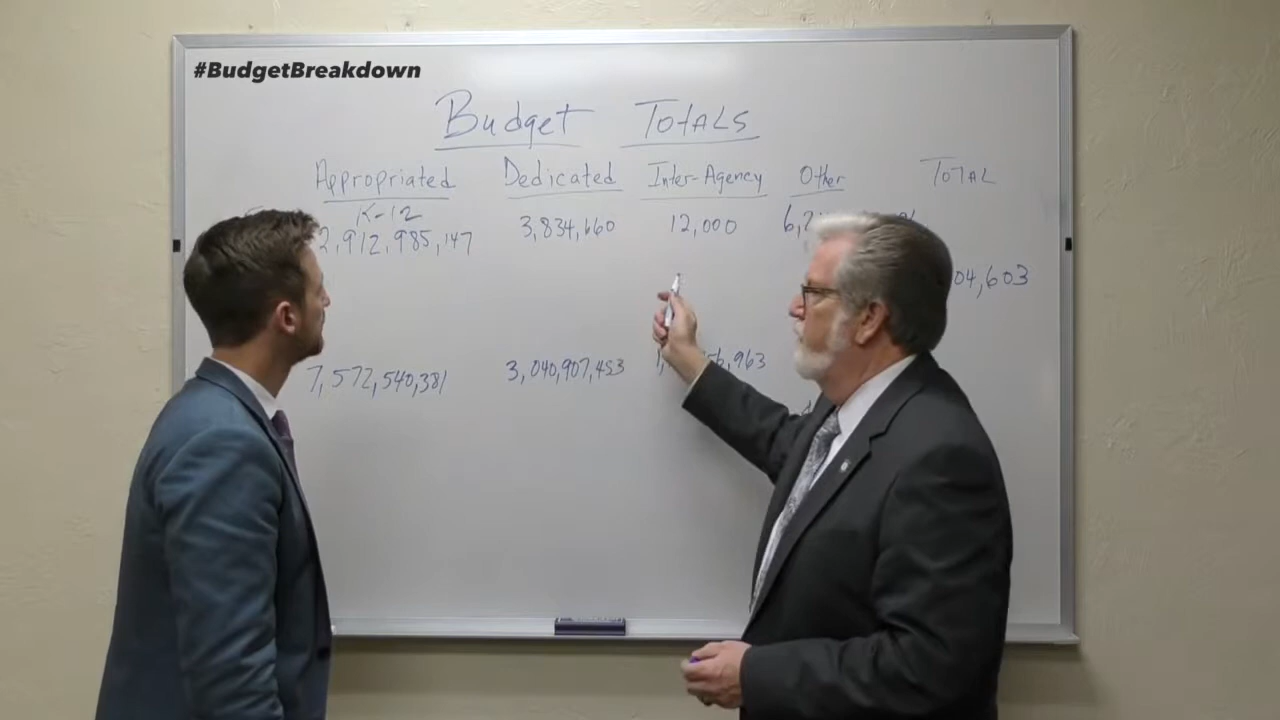 #BudgetBreakdown
Budget TotALS
Appropriated Dedicated Inter-Agency Other TOTAL
K-12
2,912,985,147 3,834,660 12,000
04,603
7,572,540,381 3,040,907,453